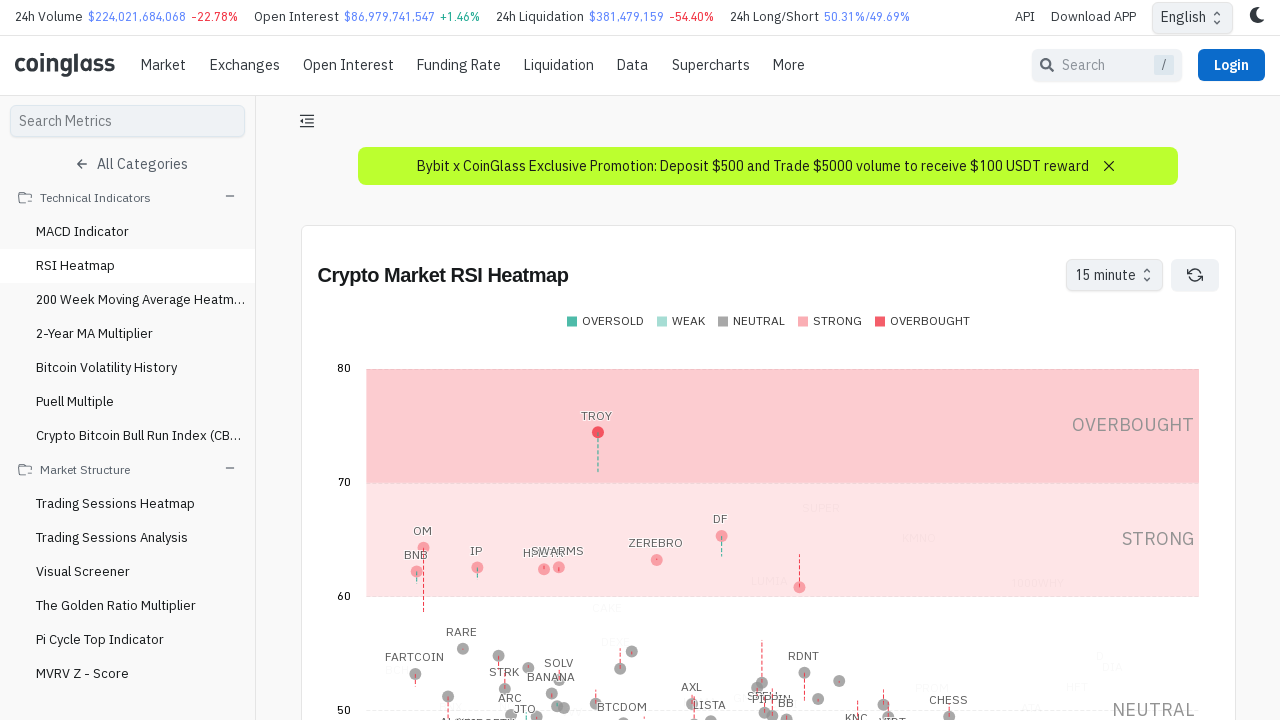 24h Volume $224,021,684,068 -22.78% Open Interest $86,979,741,547 +1.46% 24h Liquidation $381,479,159 -54.40% 24h Long/Short 50.31%/49.69% API Download APP English
coinglass Market Exchanges Open Interest Funding Rate Liquidation Data Supercharts More Search / Login
Search Metrics
All Categories
Technical Indicators
MACD Indicator
RSI Heatmap
200 Week Moving Average Heatm...
2-Year MA Multiplier
Bitcoin Volatility History
Puell Multiple
Crypto Bitcoin Bull Run Index (CB...
Market Structure
Trading Sessions Heatmap
Trading Sessions Analysis
Visual Screener
The Golden Ratio Multiplier
Pi Cycle Top Indicator
MVRV Z - Score
Bybit x CoinGlass Exclusive Promotion: Deposit $500 and Trade $5000 volume to receive $100 USDT reward
Crypto Market RSI Heatmap 15 minute
OVERSOLD WEAK NEUTRAL STRONG OVERBOUGHT
80
TROY
OVERBOUGHT
70
DF
OM
STRONG
ZEREBRO
BNB IP SWARMS
60
RARE
FARTCOIN SOLV RDNT
STRK BANANA
AXL
ARC BB CHESS
JTO LISTA BTCDOM
50 NEUTRAL